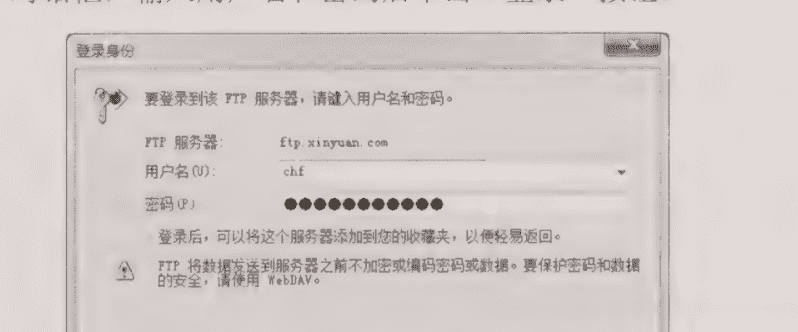 登录身份
要登录到该 FTP 服务器，请键入用户名和密码。
FTP 服务器:
ftp.xinyuan.com
用户名(U):
chf
密码(P)
●●●●●●●●●●●
登录后，可以将这个服务器添加到您的收藏夹，以便轻易返回。
FTP 将数据发送到服务器之前不加密或编码密码或数据。要保护密码和数据
的安全，请使用 WebDAV。